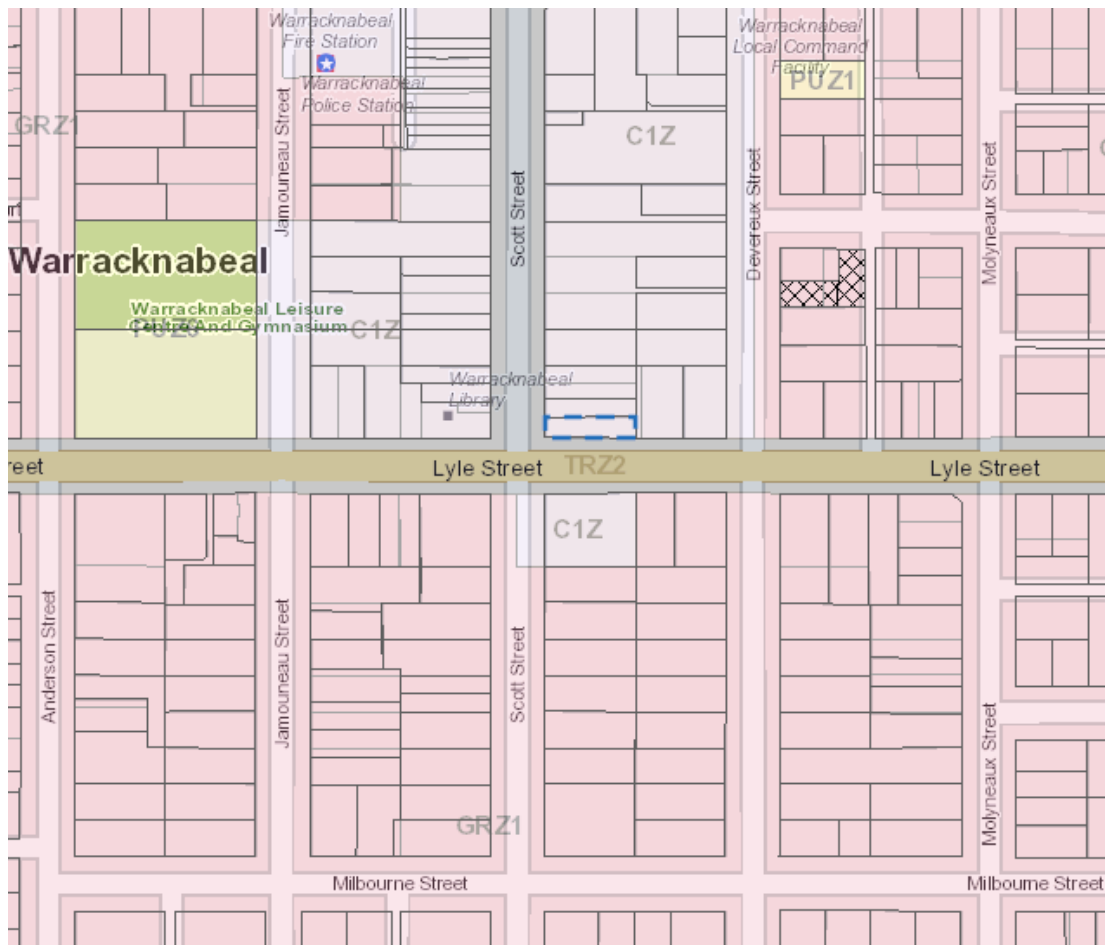 Warracknabeal
Fire Station
Warracknabeal
Police Station
Warracknabeal
Local Command
Facility
PUZ1
GRZ1
C1Z
Jamouneau Street
Scott Street
Devereux Street
Molyneaux Street
Warracknabeal
Warracknabeal Leisure
Centre And Gymnasium
C1Z
Warracknabeal
Library
reet
Lyle Street
TRZ2
Lyle Street
C1Z
Anderson Street
Jamouneau Street
Scott Street
Molyneaux Street
GRZ1
Milbourne Street
Milbourne Street